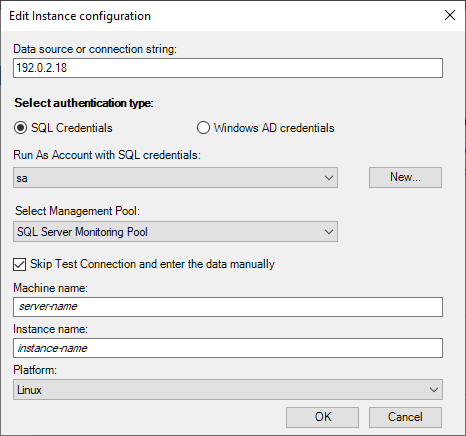 Edit Instance configuration
Data source or connection string:
192.0.2.18
Select authentication type:
SQL Credentials
Windows AD credentials
Run As Account with SQL credentials:
sa
New...
Select Management Pool:
SQL Server Monitoring Pool
Skip Test Connection and enter the data manually
Machine name:
server-name
Instance name:
instance-name
Platform:
Linux
OK
Cancel